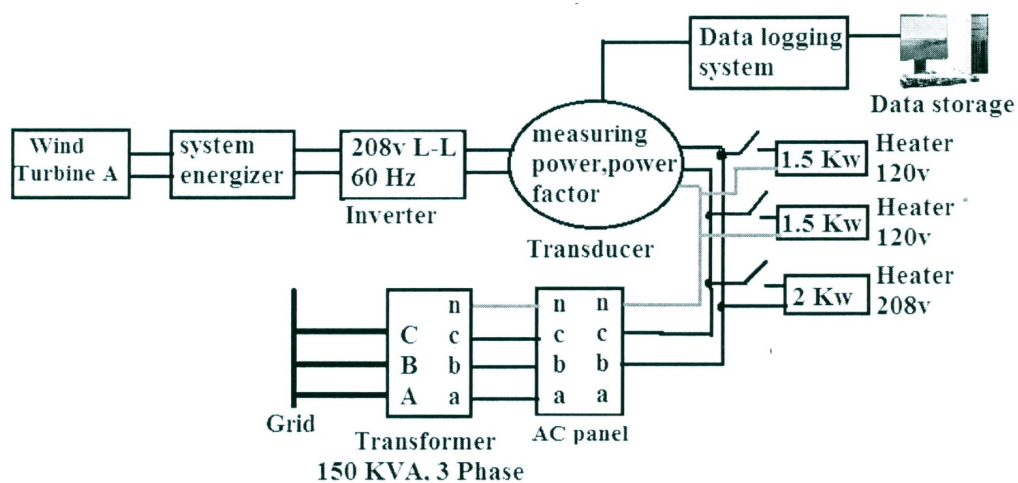 Data logging
system
Data storage
Wind
Turbine A
system
energizer
208v L-L
60 Hz
Inverter
measuring
power,power
factor
Transducer
1.5 Kw
Heater
120v
1.5 Kw
Heater
120v
2 Kw
Heater
208v
n
C c
B b
A a
n n
c c
b b
a a
Grid
Transformer
150 KVA, 3 Phase
AC panel